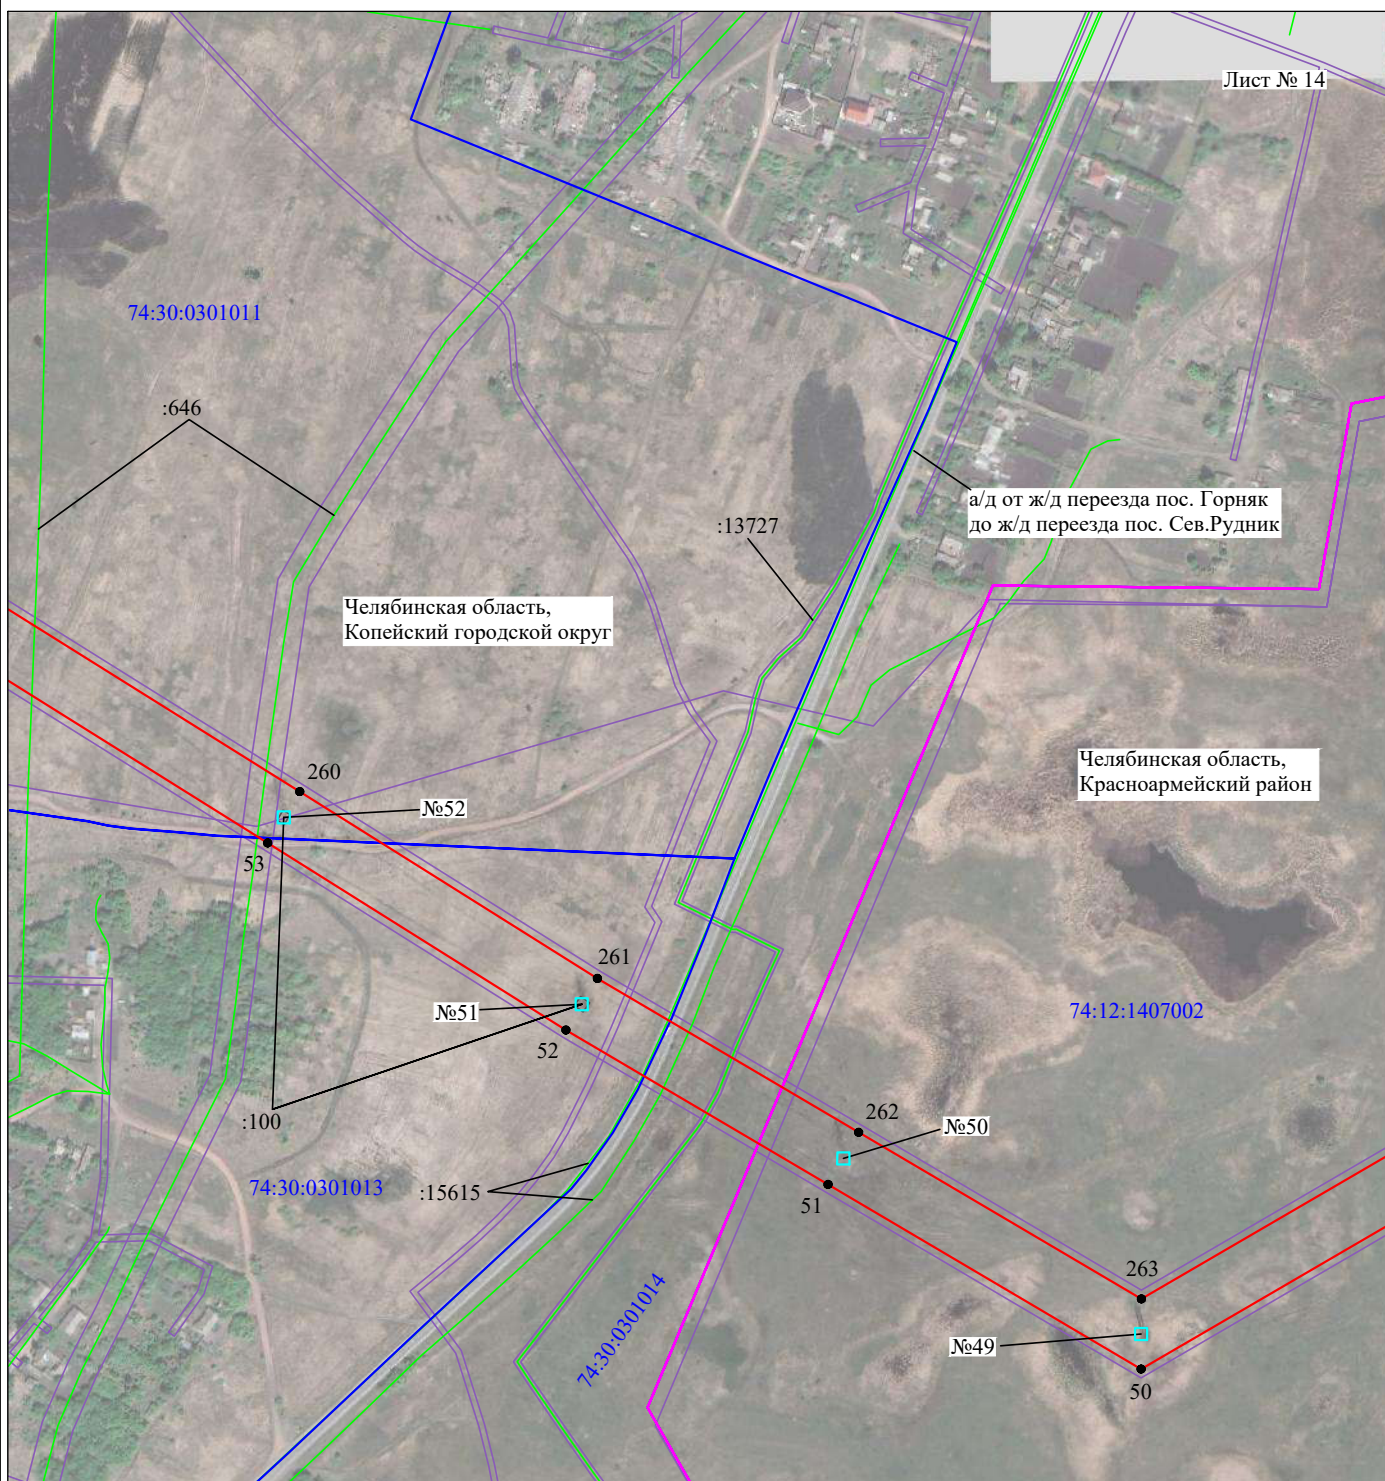 Лист № 14
74:30:0301011
:646
а/д от ж/д переезда пос. Горняк
до ж/д переезда пос. Сев.Рудник
:13727
Челябинская область,
Копейский городской округ
Челябинская область,
Красноармейский район
260
№52
53
261
№51
52
74:12:1407002
:100
262
№50
74:30:0301013
:15615
51
263
74:30:0301014
№49
50